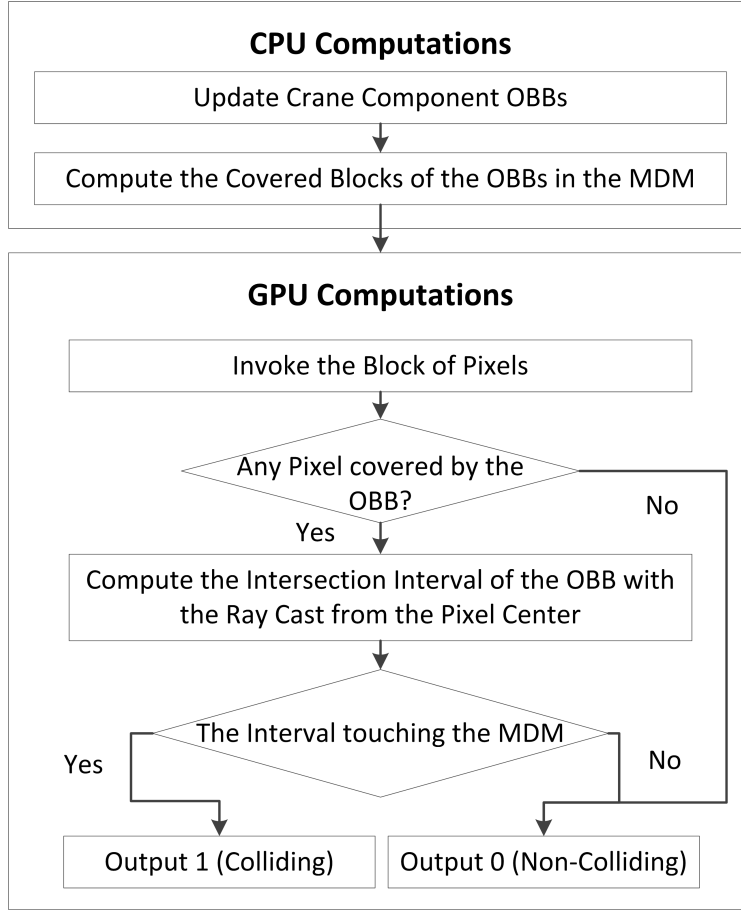 CPU Computations
Update Crane Component OBBs
Compute the Covered Blocks of the OBBs in the MDM
GPU Computations
Invoke the Block of Pixels
Any Pixel covered by the
OBB?
No
Yes
Compute the Intersection Interval of the OBB with
the Ray Cast from the Pixel Center
The Interval touching the MDM
Yes
No
Output 1 (Colliding)
Output 0 (Non-Colliding)